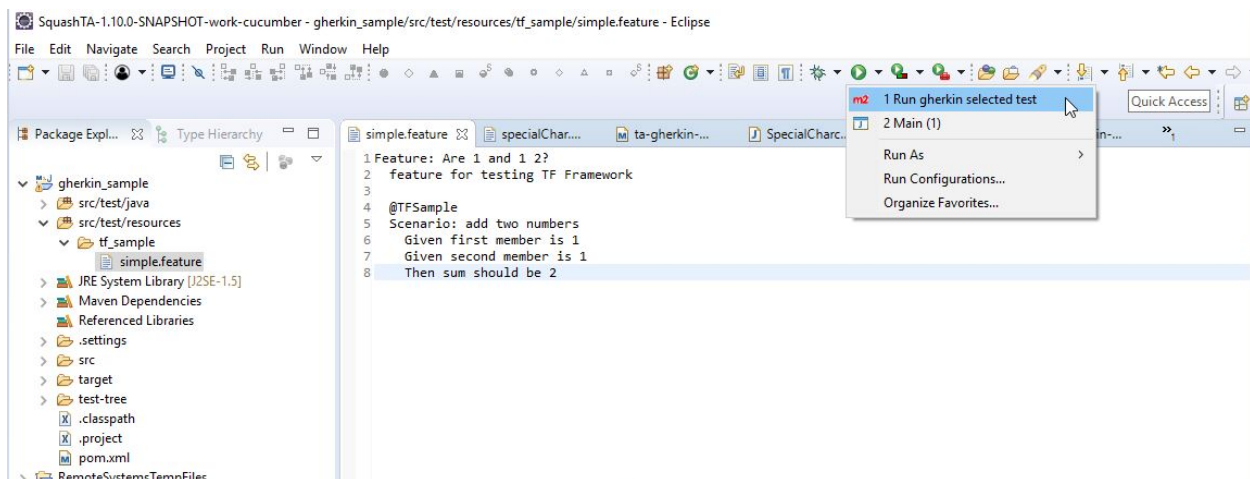 SquashTA-1.10.0-SNAPSHOT-work-cucumber - gherkin_sample/src/test/resources/tf_sample/simple.feature - Eclipse
File Edit Navigate Search Project Run Window Help
1 Run gherkin selected test
Quick Access
2 Main (1)
Run As
Run Configurations...
Organize Favorites...
Package Expl... Type Hierarchy
simple.feature specialChar.... ta-gherkin-... SpecialCharc.. in-... »1
gherkin_sample
src/test/java
src/test/resources
tf_sample
simple.feature
JRE System Library [J2SE-1.5]
Maven Dependencies
Referenced Libraries
.settings
src
target
test-tree
.classpath
.project
pom.xml
RemoteSystemsTempFiles
1 Feature: Are 1 and 1 2?
2 feature for testing TF Framework
3
4 @TFSample
5 Scenario: add two numbers
6 Given first member is 1
7 Given second member is 1
8 Then sum should be 2